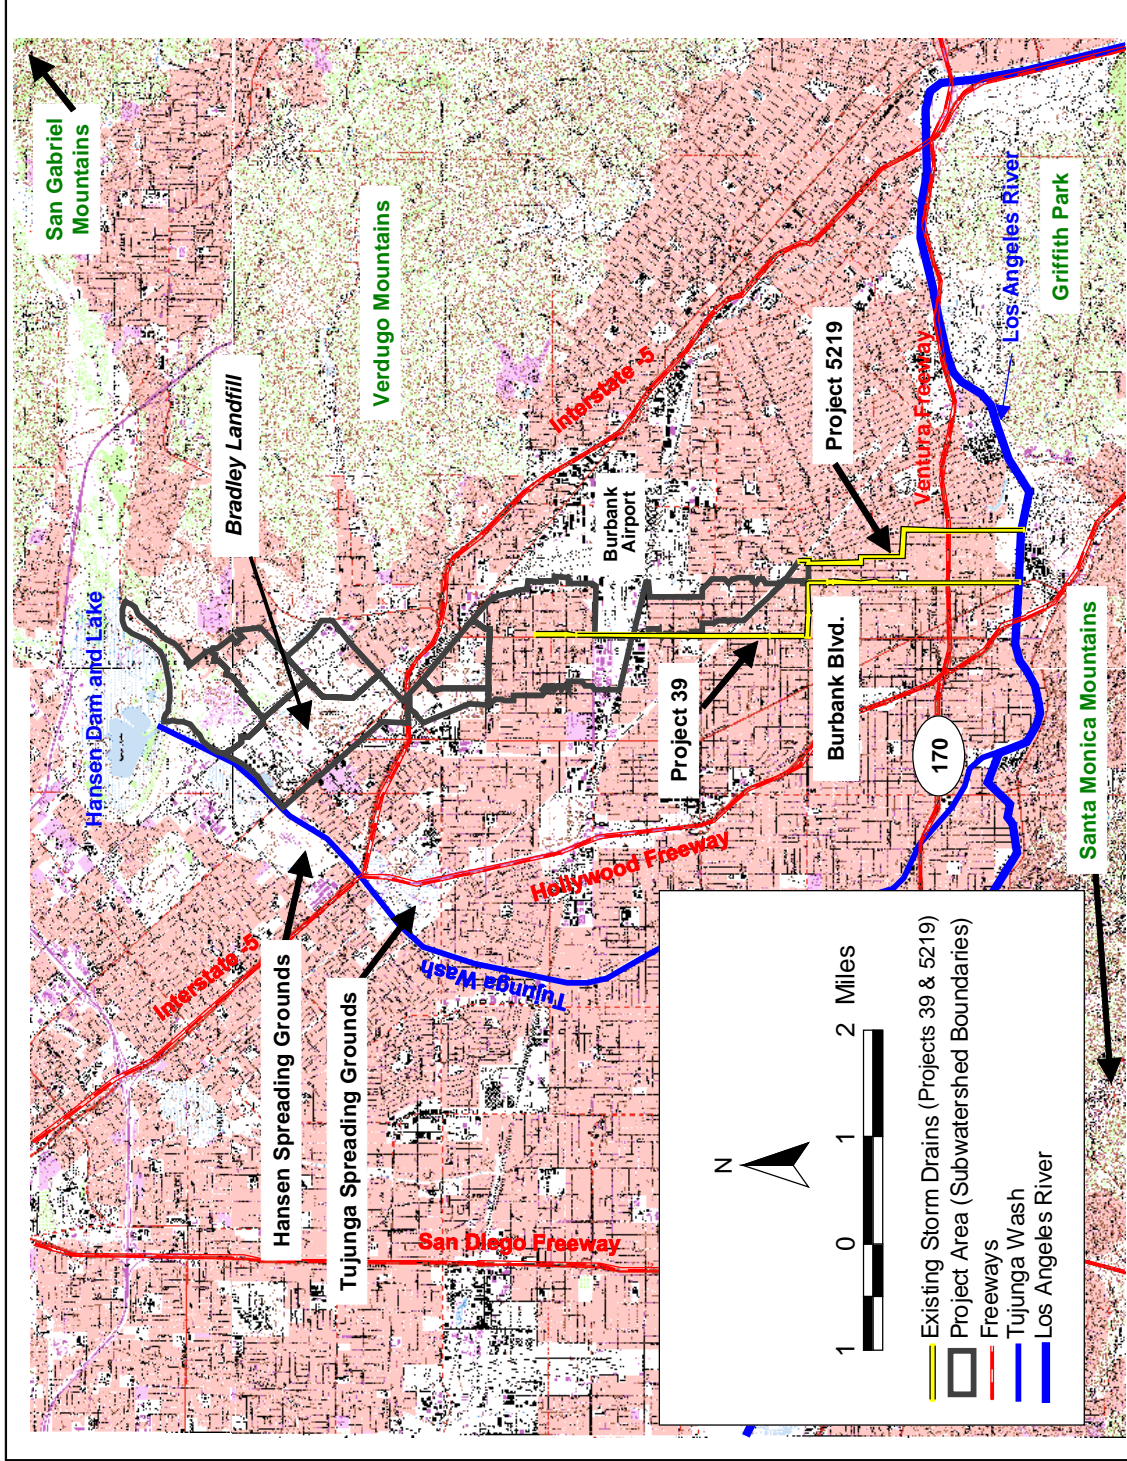 San Gabriel
Mountains
Hansen Dam and Lake
Bradley Landfill
Verdugo Mountains
Interstate -5
Interstate -5
Hansen Spreading Grounds
Tujunga Spreading Grounds
Tujunga Wash
Hollywood Freeway
San Diego Freeway
Burbank
Airport
Project 39
Project 5219
Burbank Blvd.
Ventura Freeway
170
Los Angeles River
Griffith Park
Santa Monica Mountains
N
1 0 1 2 Miles
Existing Storm Drains (Projects 39 & 5219)
Project Area (Subwatershed Boundaries)
Freeways
Tujunga Wash
Los Angeles River